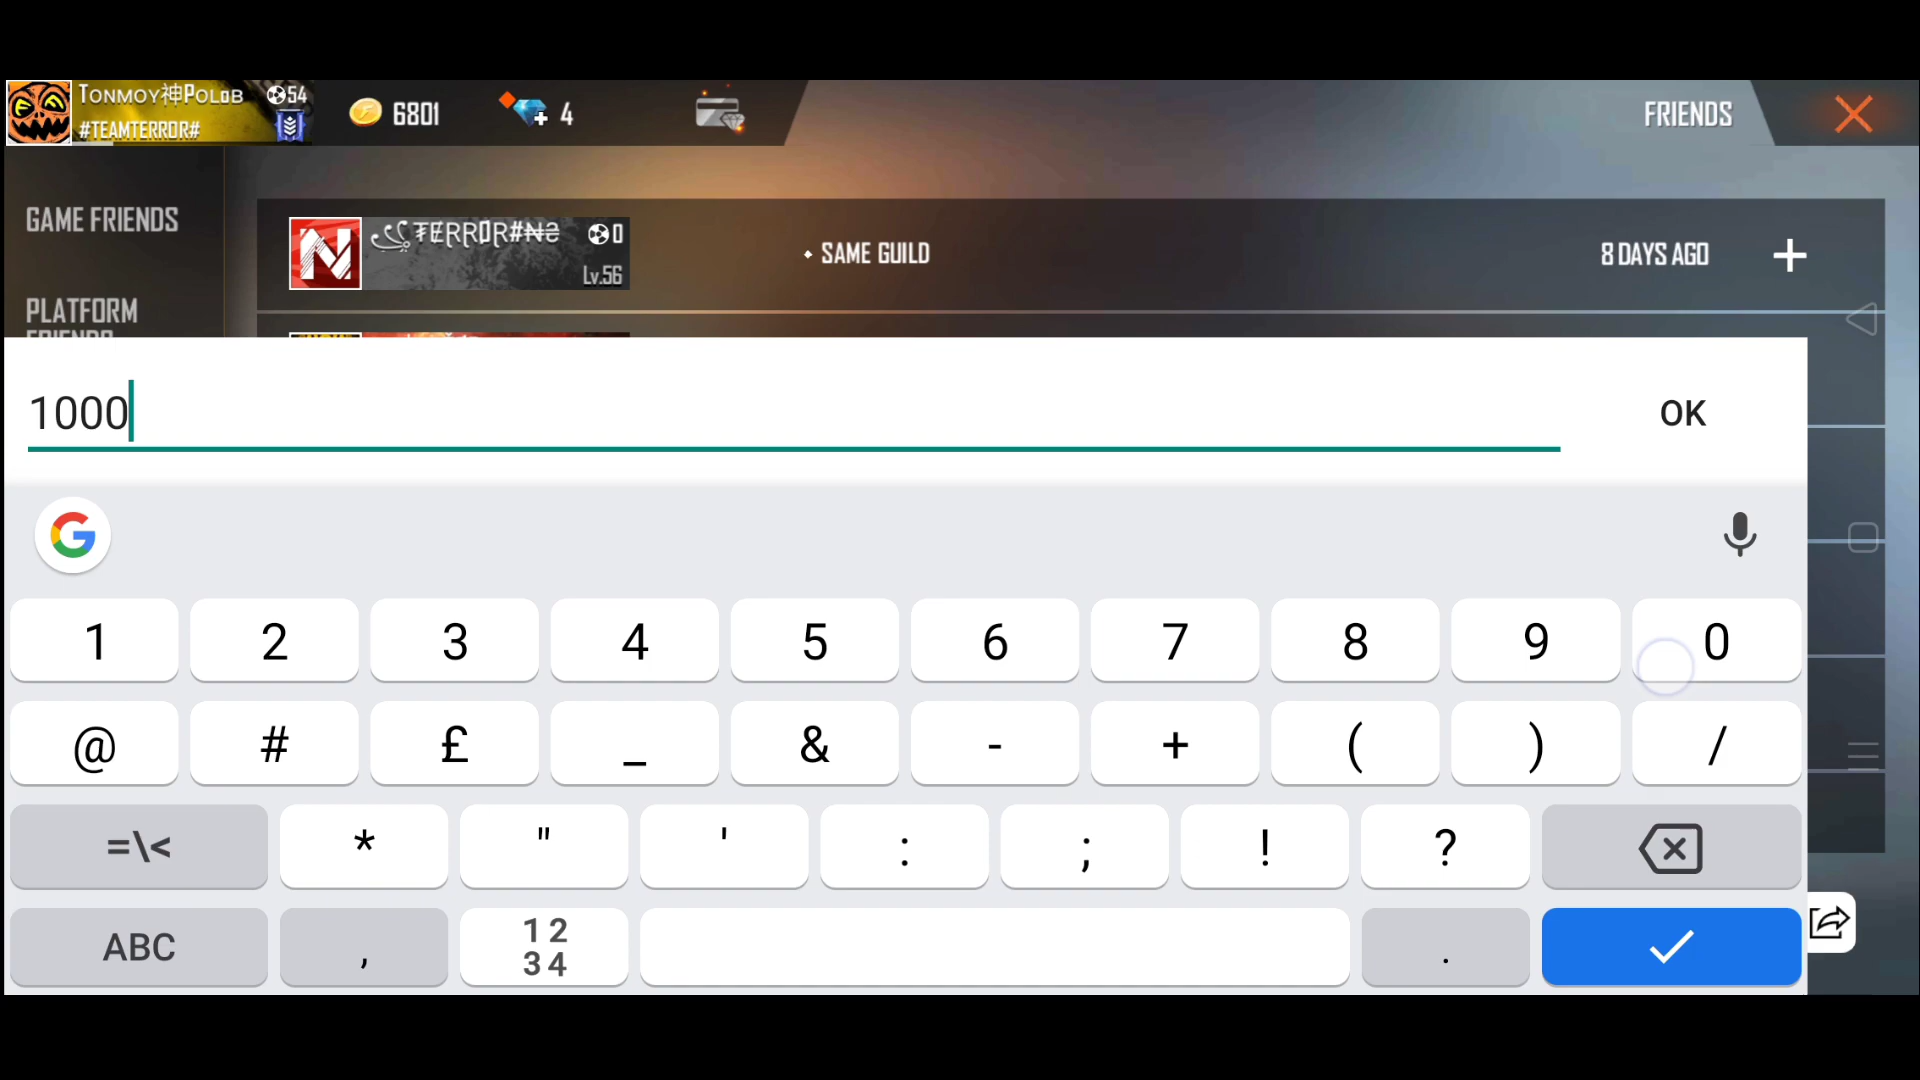 TONMOY神POLOB 54
#TEAMTERROR#
6801
4
FRIENDS
GAME FRIENDS
PLATFORM
FRIENDS
₮ɆRRØR#₦₴ 0
Lv.56
SAME GUILD
8 DAYS AGO
1000
OK
1 2 3 4 5 6 7 8 9 0
@ # £ _ & - + ( ) /
=\< * " ' : ; ! ?
ABC , 12 .
34